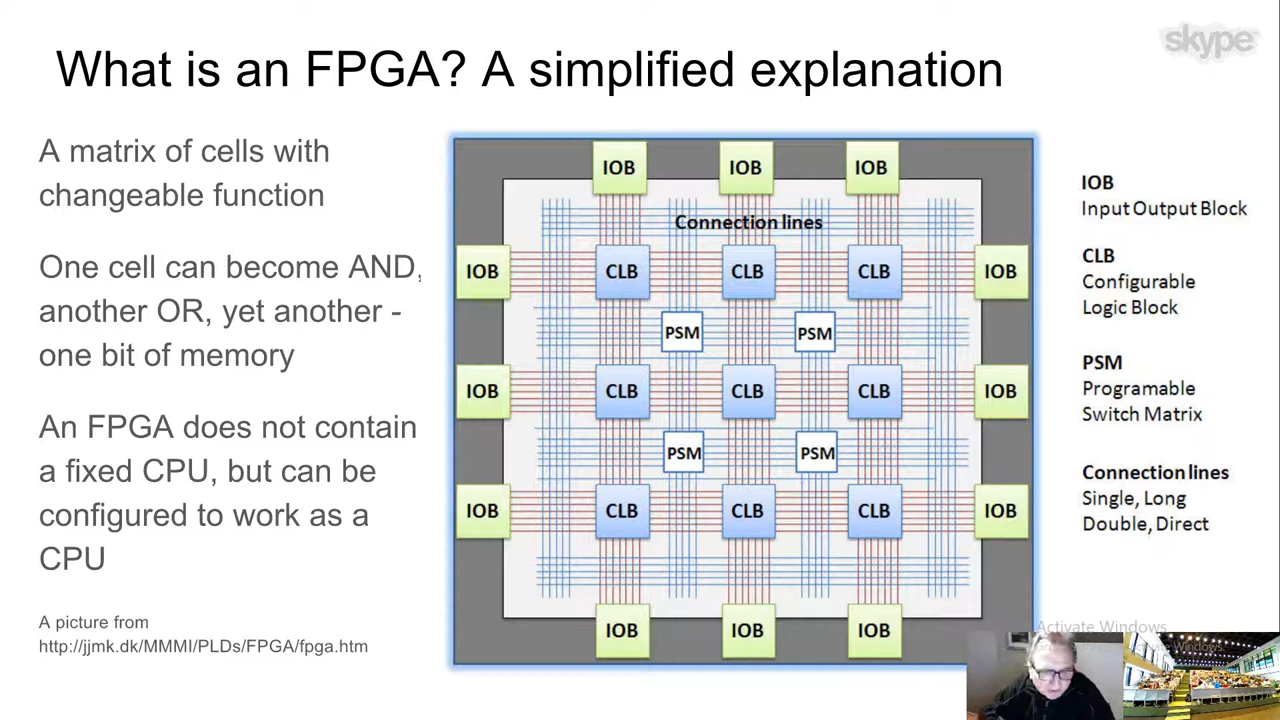 skype
What is an FPGA? A simplified explanation
A matrix of cells with
changeable function
One cell can become AND,
another OR, yet another -
one bit of memory
An FPGA does not contain
a fixed CPU, but can be
configured to work as a
CPU
A picture from
http://jjmk.dk/MMMI/PLDs/FPGA/fpga.htm
IOB IOB IOB
Connection lines
IOB CLB CLB CLB IOB
PSM PSM
IOB CLB CLB CLB IOB
PSM PSM
IOB CLB CLB CLB IOB
IOB IOB IOB
IOB
Input Output Block
CLB
Configurable
Logic Block
PSM
Programable
Switch Matrix
Connection lines
Single, Long
Double, Direct
Activate Windows